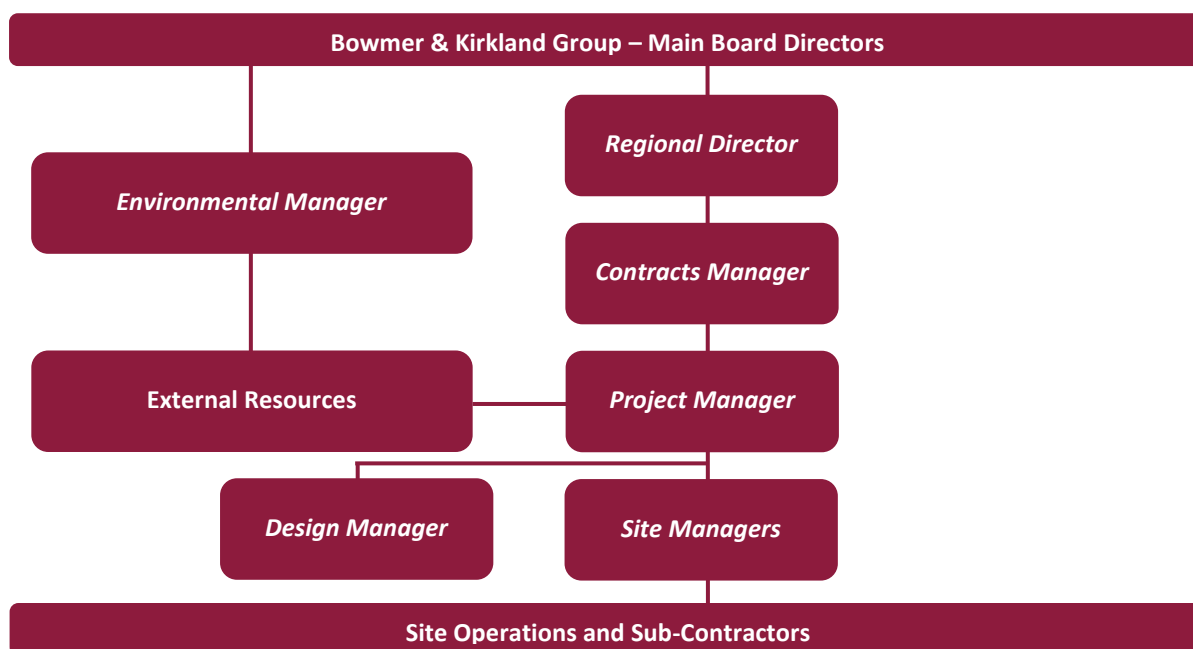 Bowmer & Kirkland Group – Main Board Directors
Regional Director
Environmental Manager
Contracts Manager
External Resources
Project Manager
Design Manager
Site Managers
Site Operations and Sub-Contractors